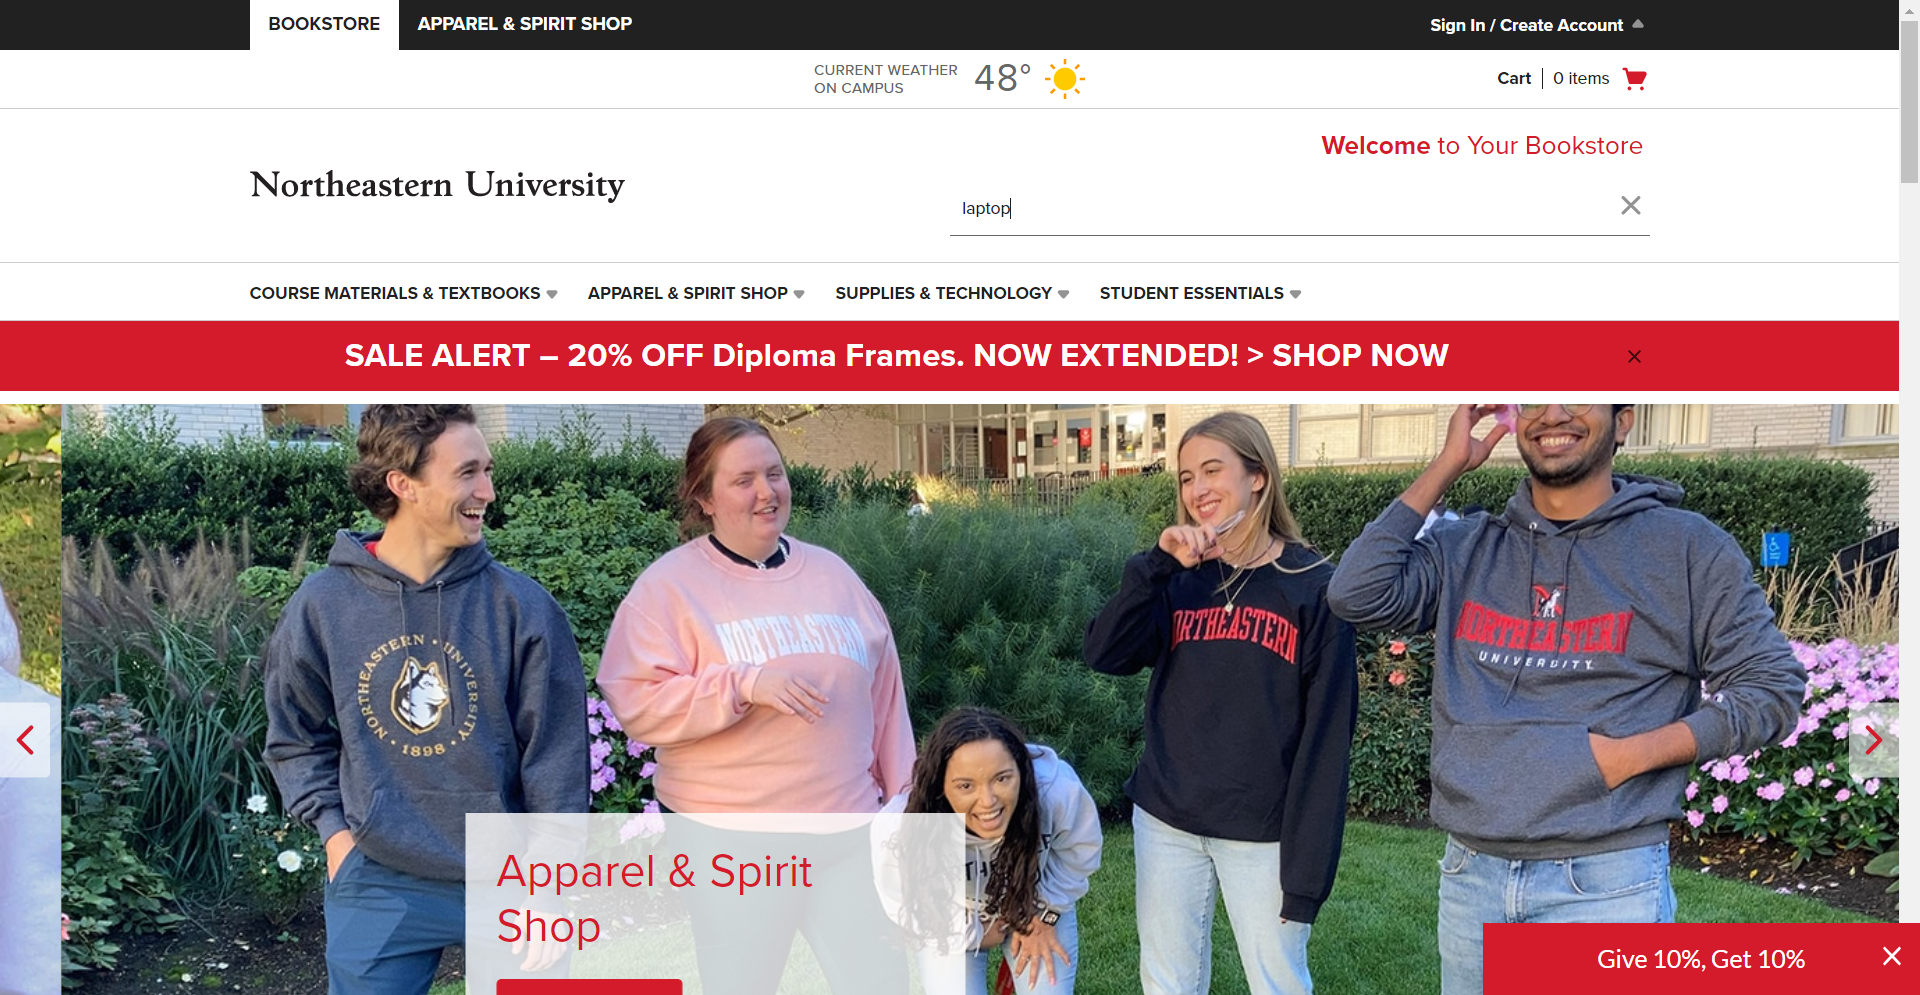 BOOKSTORE
APPAREL & SPIRIT SHOP
Sign In / Create Account
CURRENT WEATHER
ON CAMPUS
48°
Cart
0 items
Welcome to Your Bookstore
Northeastern University
laptop
COURSE MATERIALS & TEXTBOOKS
APPAREL & SPIRIT SHOP
SUPPLIES & TECHNOLOGY
STUDENT ESSENTIALS
SALE ALERT – 20% OFF Diploma Frames. NOW EXTENDED! > SHOP NOW
NORTHEASTERN • UNIVERSITY
• 1898 •
NORTHEASTERN
ORTHEASTERN
NORTHEASTERN
UNIVERSITY
Apparel & Spirit
Shop
Give 10%, Get 10%